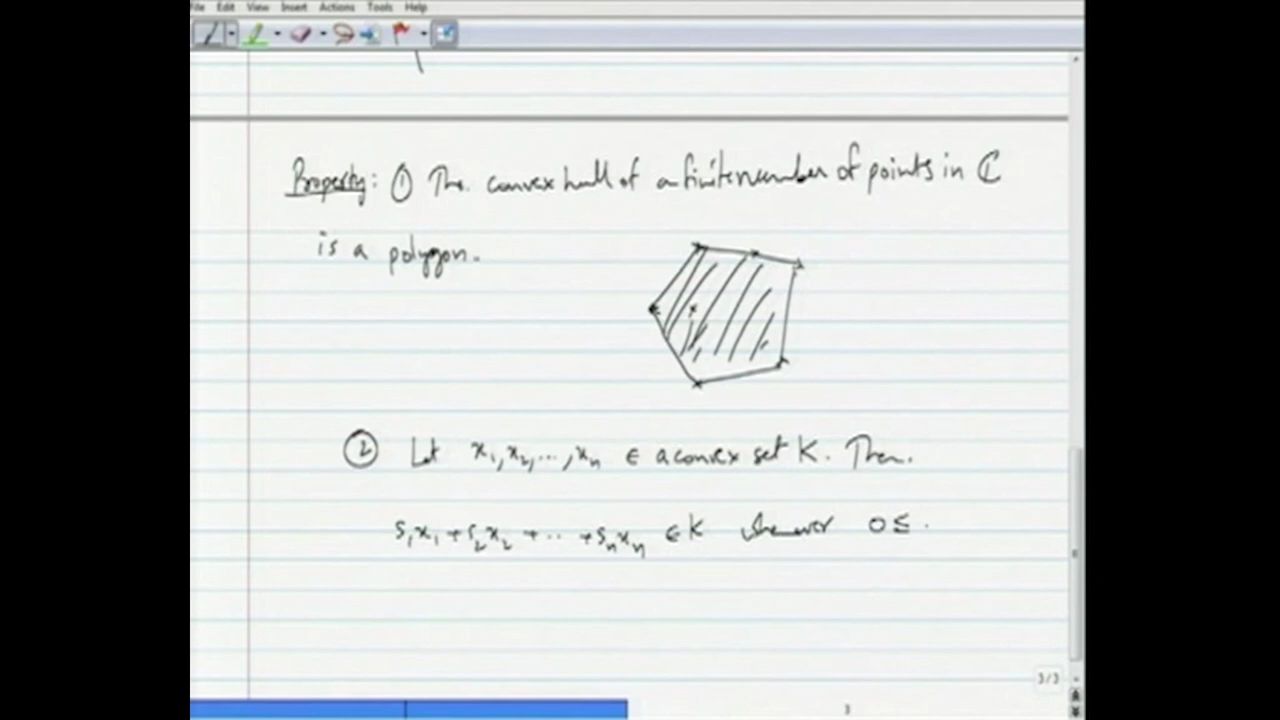 File Edit View Insert Actions Tools Help
Property: ① The convex hull of a finite number of points in ℂ
is a polygon.
② Let x₁, x₂, ..., xₙ ∈ a convex set K. Then.
s₁x₁ + s₂x₂ + ... + sₙxₙ ∈ K whenever 0 ≤ .
3/3
3